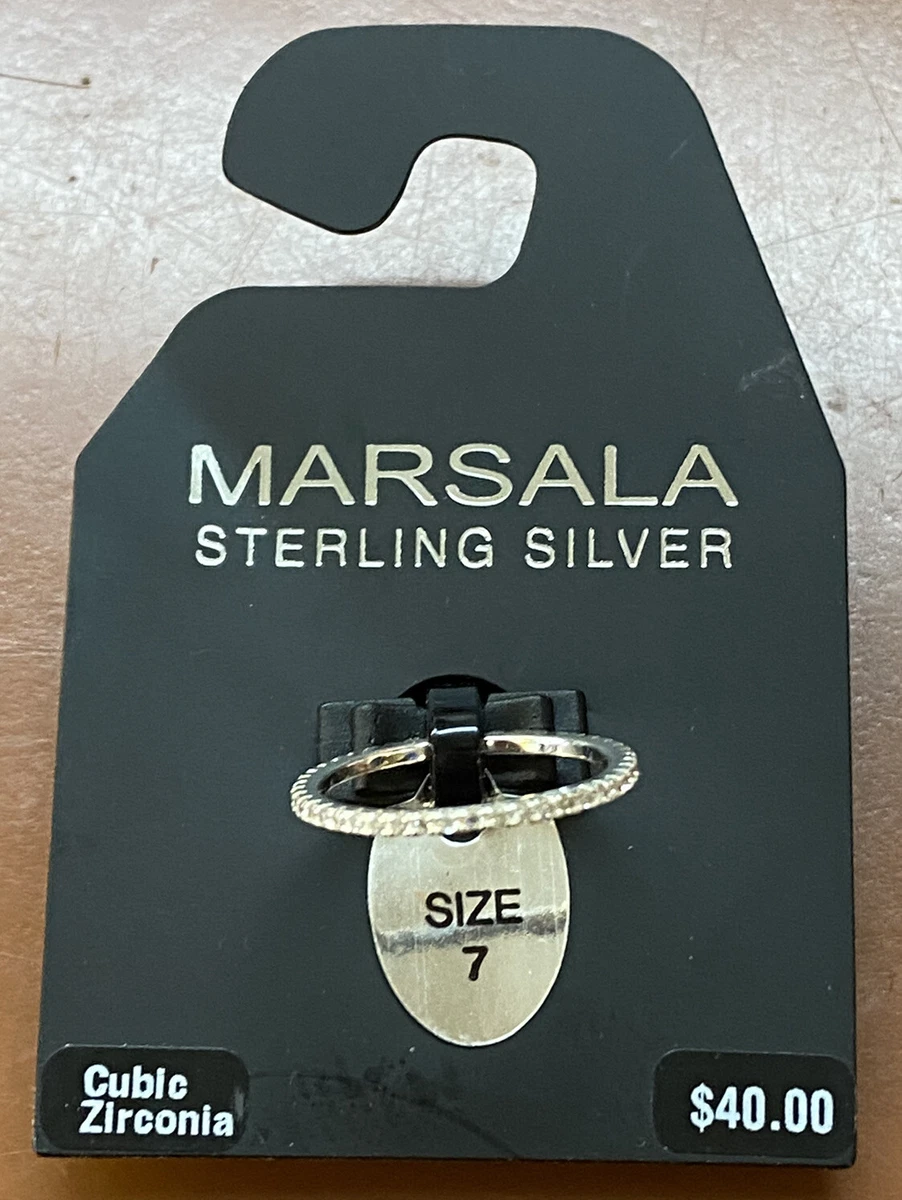 MARSALA
STERLING SILVER
SIZE
7
Cubic
Zirconia
$40.00